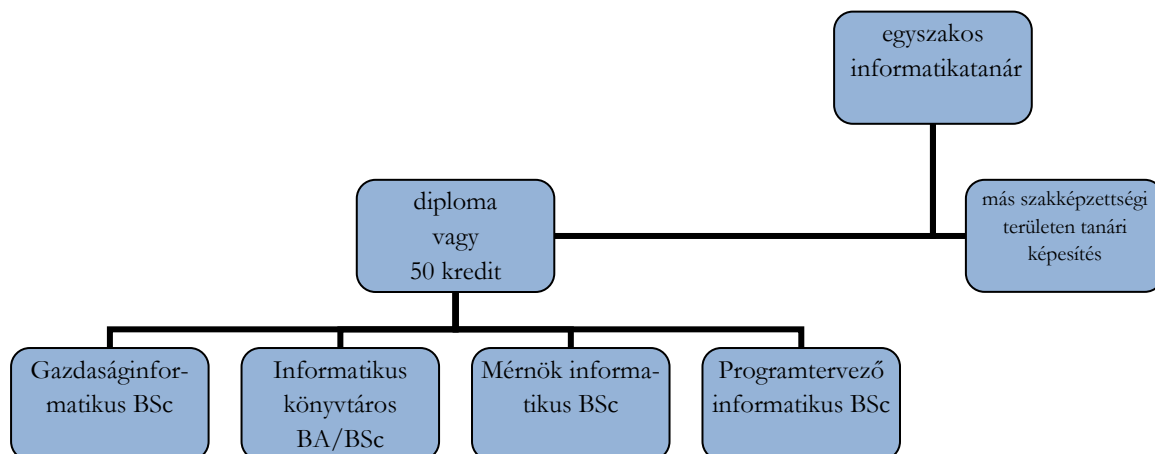 egyszakos
informatikatanár
diploma
vagy
50 kredit
más szakképzettségi
területen tanári
képesítés
Gazdaságinfor-
matikus BSc
Informatikus
könyvtáros
BA/BSc
Mérnök informa-
tikus BSc
Programtervező
informatikus BSc